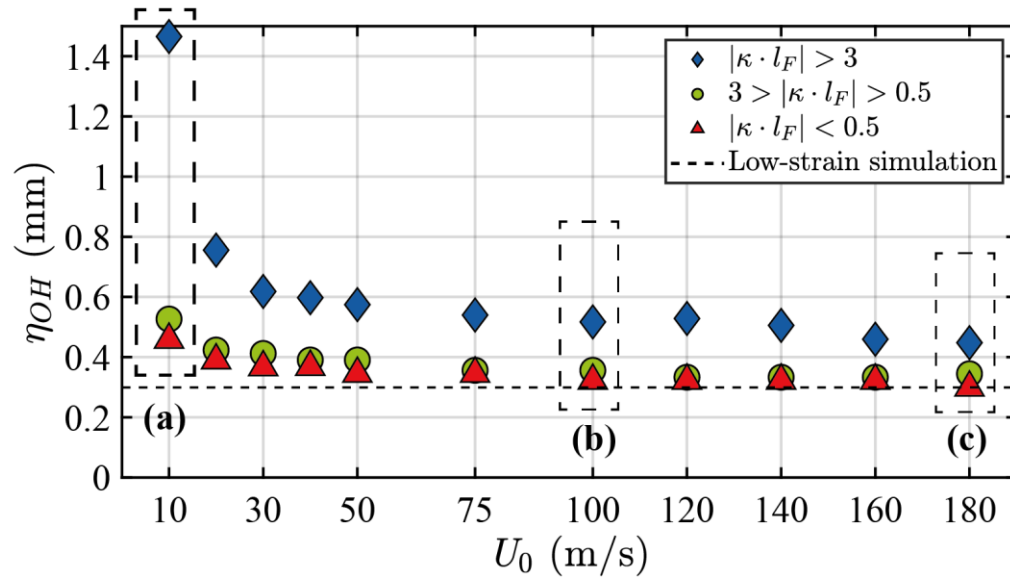 1.4
1.2
1
0.8
0.6
0.4
0.2
0
η_OH (mm)
|κ · l_F| > 3
3 > |κ · l_F| > 0.5
|κ · l_F| < 0.5
Low-strain simulation
(a)
(b)
(c)
10 30 50 75 100 120 140 160 180
U_0 (m/s)